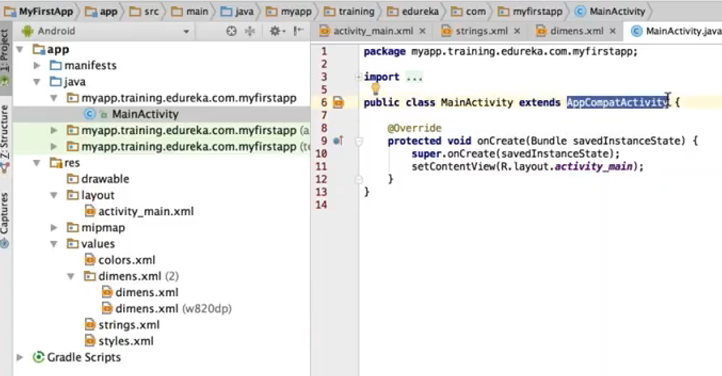 MyFirstApp app src main java myapp training edureka com myfirstapp MainActivity
Android
activity_main.xml strings.xml dimens.xml MainActivity.java
1: Project
Z: Structure
Captures
app
manifests
java
myapp.training.edureka.com.myfirstapp
MainActivity
myapp.training.edureka.com.myfirstapp (a
myapp.training.edureka.com.myfirstapp (t
res
drawable
layout
activity_main.xml
mipmap
values
colors.xml
dimens.xml (2)
dimens.xml
dimens.xml (w820dp)
strings.xml
styles.xml
Gradle Scripts
1 package myapp.training.edureka.com.myfirstapp;
2
3 import ...
5
6 public class MainActivity extends AppCompatActivity {
7
8 @Override
9 protected void onCreate(Bundle savedInstanceState) {
10 super.onCreate(savedInstanceState);
11 setContentView(R.layout.activity_main);
12 }
13 }
14